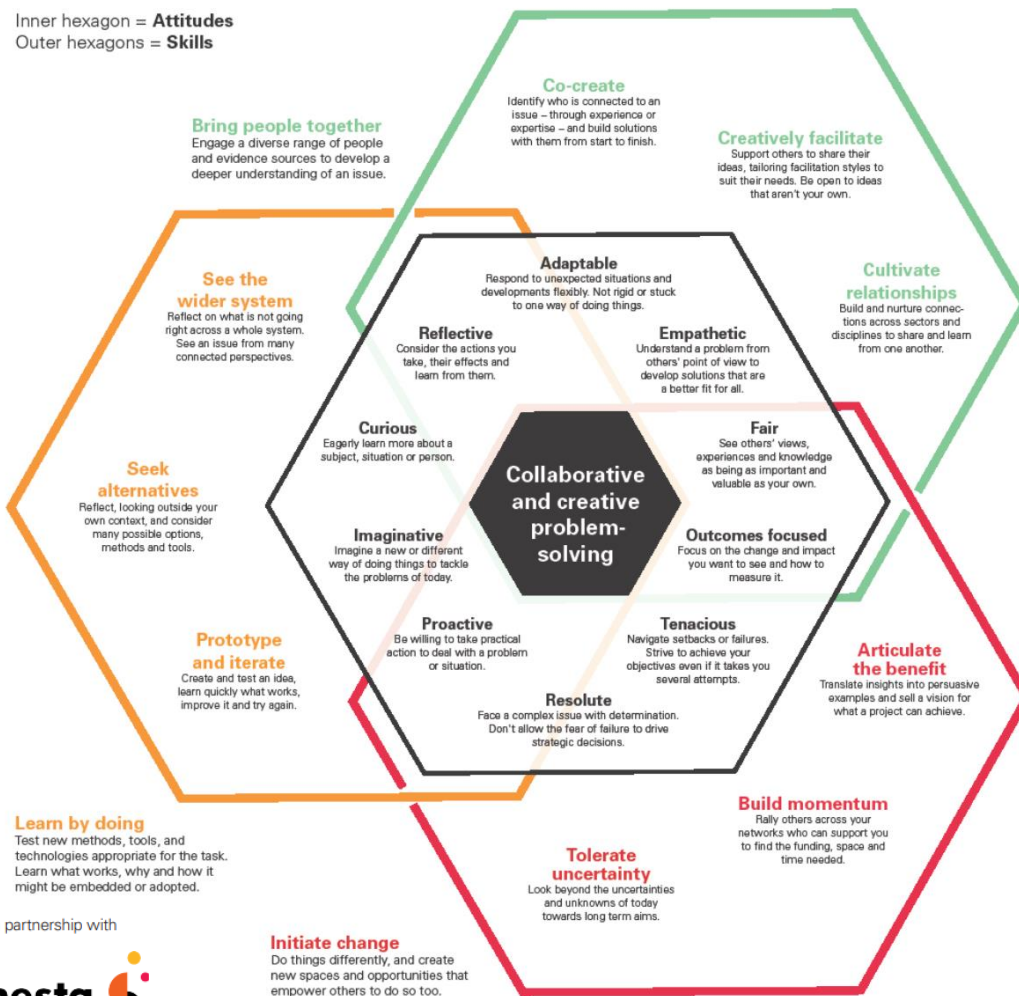 Inner hexagon = Attitudes
Outer hexagons = Skills
Bring people together
Engage a diverse range of people
and evidence sources to develop a
deeper understanding of an issue.
Co-create
Identify who is connected to an
issue – through experience or
expertise – and build solutions
with them from start to finish.
Creatively facilitate
Support others to share their
ideas, tailoring facilitation styles to
suit their needs. Be open to ideas
that aren't your own.
Cultivate
relationships
Build and nurture connec-
tions across sectors and
disciplines to share and learn
from one another.
See the
wider system
Reflect on what is not going
right across a whole system.
See an issue from many
connected perspectives.
Seek
alternatives
Reflect, looking outside your
own context, and consider
many possible options,
methods and tools.
Prototype
and iterate
Create and test an idea,
learn quickly what works,
improve it and try again.
Adaptable
Respond to unexpected situations and
developments flexibly. Not rigid or stuck
to one way of doing things.
Reflective
Consider the actions you
take, their effects and
learn from them.
Empathetic
Understand a problem from
others' point of view to
develop solutions that are
a better fit for all.
Curious
Eagerly learn more about a
subject, situation or person.
Fair
See others' views,
experiences and knowledge
as being as important and
valuable as your own.
Collaborative
and creative
problem-
solving
Imaginative
Imagine a new or different
way of doing things to tackle
the problems of today.
Outcomes focused
Focus on the change and impact
you want to see and how to
measure it.
Proactive
Be willing to take practical
action to deal with a problem
or situation.
Tenacious
Navigate setbacks or failures.
Strive to achieve your
objectives even if it takes you
several attempts.
Resolute
Face a complex issue with determination.
Don't allow the fear of failure to drive
strategic decisions.
Articulate
the benefit
Translate insights into persuasive
examples and sell a vision for
what a project can achieve.
Build momentum
Rally others across your
networks who can support you
to find the funding, space and
time needed.
Tolerate
uncertainty
Look beyond the uncertainties
and unknowns of today
towards long term aims.
Learn by doing
Test new methods, tools, and
technologies appropriate for the task.
Learn what works, why and how it
might be embedded or adopted.
partnership with
nesta
Initiate change
Do things differently, and create
new spaces and opportunities that
empower others to do so too.